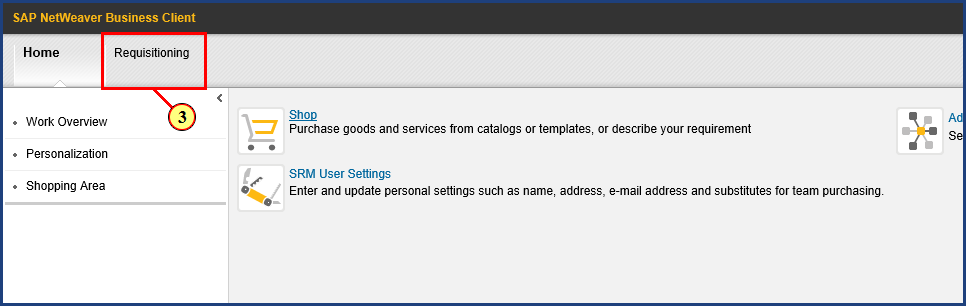 SAP NetWeaver Business Client
Home
Requisitioning
3
Work Overview
Personalization
Shopping Area
Shop
Purchase goods and services from catalogs or templates, or describe your requirement
SRM User Settings
Enter and update personal settings such as name, address, e-mail address and substitutes for team purchasing.
Ad
Se